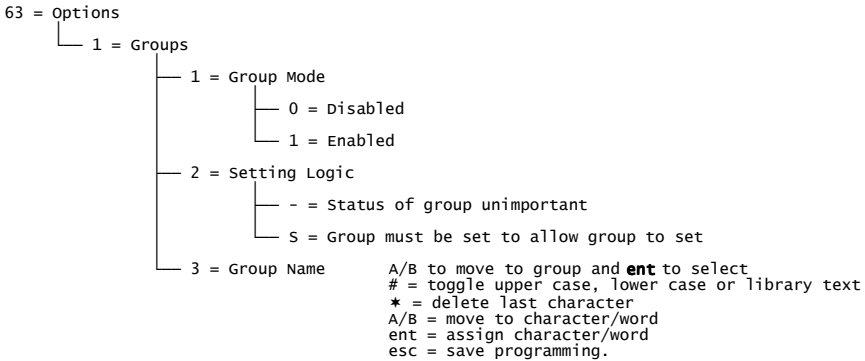 63 = Options
1 = Groups
1 = Group Mode
0 = Disabled
1 = Enabled
2 = Setting Logic
- = Status of group unimportant
S = Group must be set to allow group to set
3 = Group Name A/B to move to group and ent to select
# = toggle upper case, lower case or library text
✶ = delete last character
A/B = move to character/word
ent = assign character/word
esc = save programming.